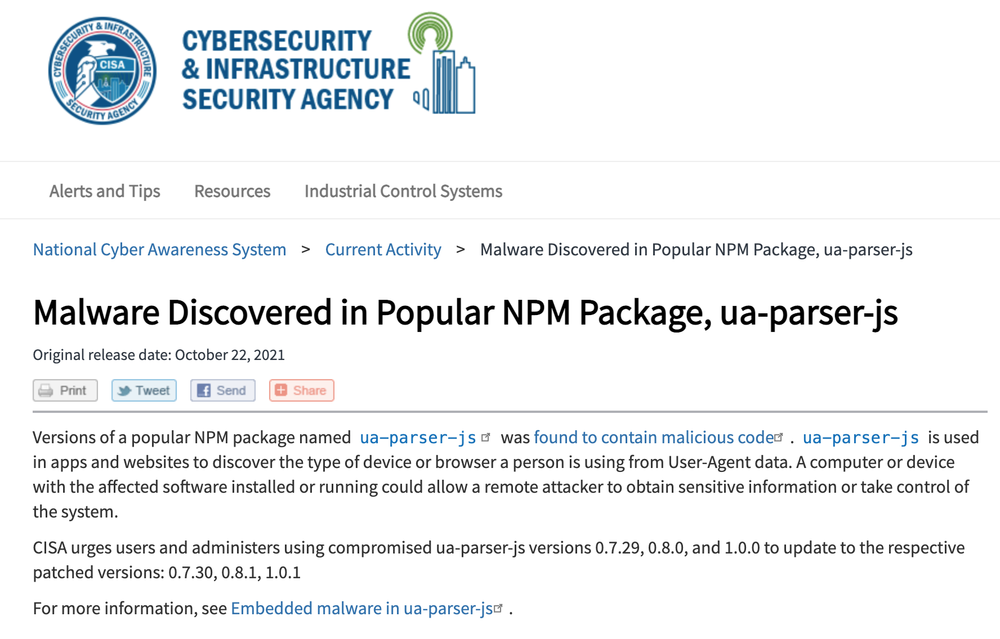 CYBERSECURITY & INFRASTRUCTURE
CISA
SECURITY AGENCY
CYBERSECURITY
& INFRASTRUCTURE
SECURITY AGENCY
Alerts and Tips Resources Industrial Control Systems
National Cyber Awareness System > Current Activity > Malware Discovered in Popular NPM Package, ua-parser-js
Malware Discovered in Popular NPM Package, ua-parser-js
Original release date: October 22, 2021
Print Tweet Send Share
Versions of a popular NPM package named ua-parser-js was found to contain malicious code. ua-parser-js is used
in apps and websites to discover the type of device or browser a person is using from User-Agent data. A computer or device
with the affected software installed or running could allow a remote attacker to obtain sensitive information or take control of
the system.
CISA urges users and administers using compromised ua-parser-js versions 0.7.29, 0.8.0, and 1.0.0 to update to the respective
patched versions: 0.7.30, 0.8.1, 1.0.1
For more information, see Embedded malware in ua-parser-js.